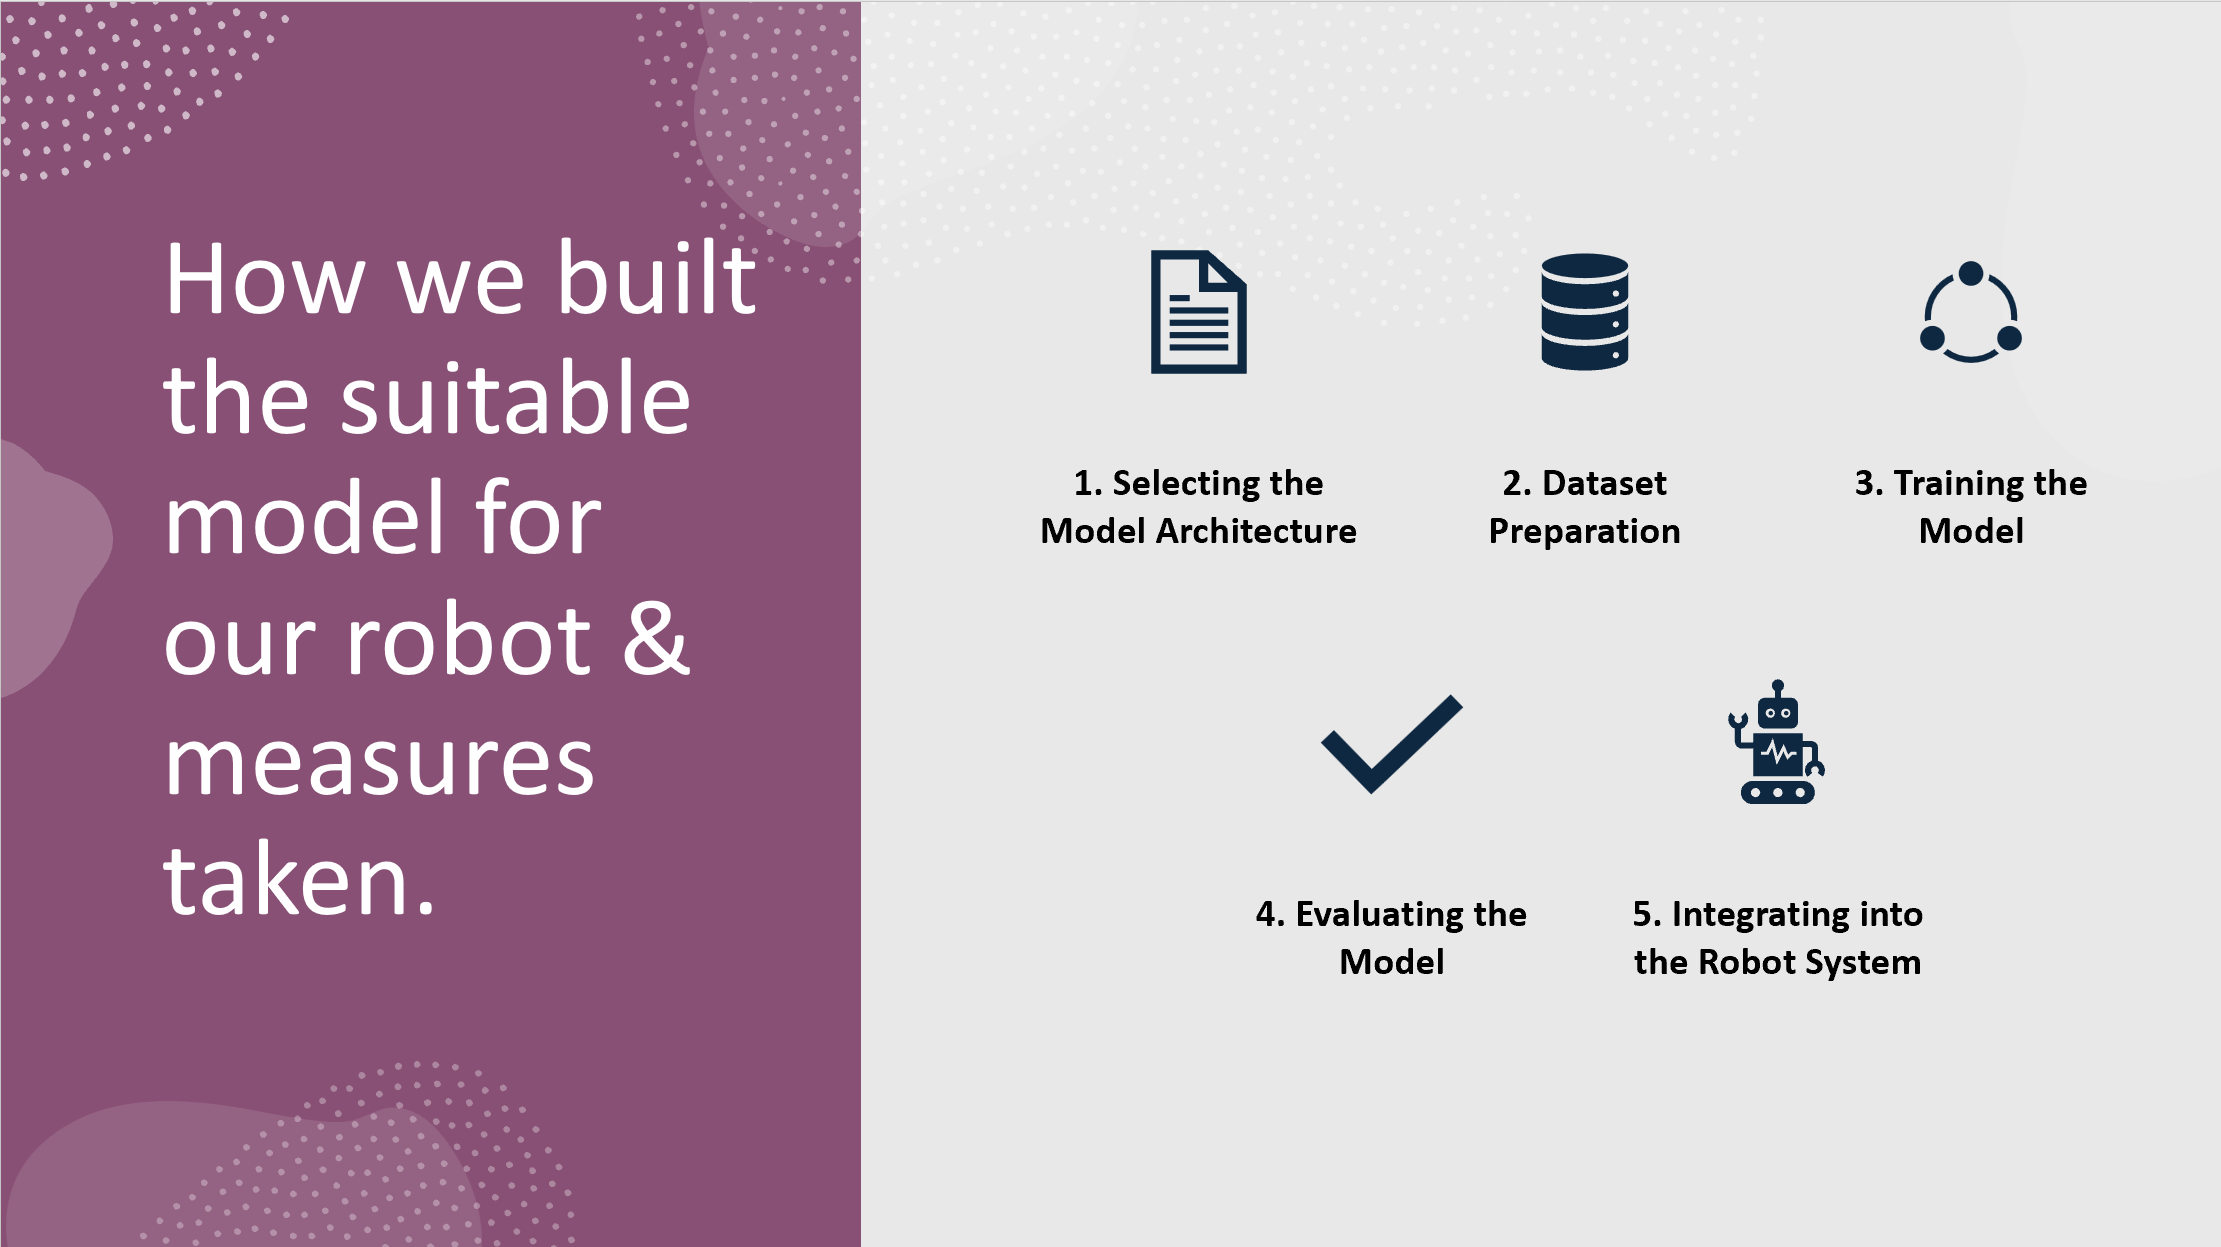 How we built
the suitable
model for
our robot &
measures
taken.
1. Selecting the
Model Architecture
2. Dataset
Preparation
3. Training the
Model
4. Evaluating the
Model
5. Integrating into
the Robot System